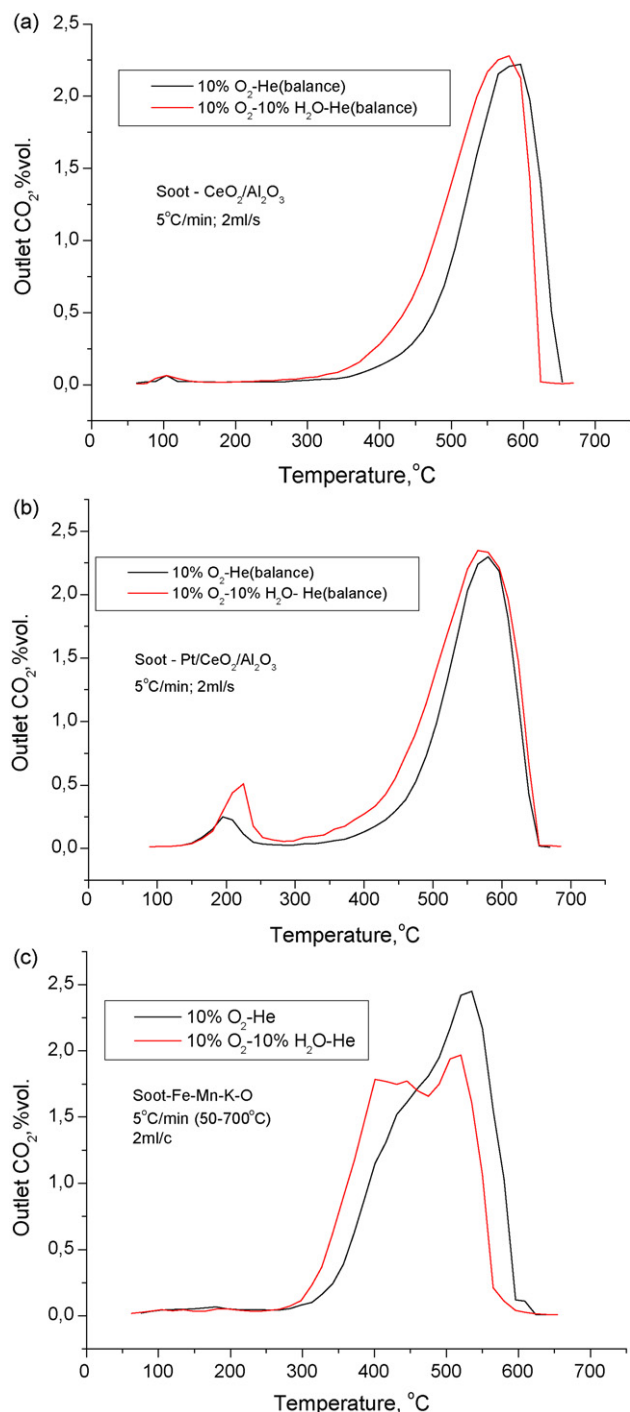 (a)
2,5
10% O₂-He(balance)
10% O₂-10% H₂O-He(balance)
2,0
Outlet CO₂,%vol.
1,5
Soot - CeO₂/Al₂O₃
5°C/min; 2ml/s
1,0
0,5
0,0
0 100 200 300 400 500 600 700
Temperature,°C
(b)
2,5
10% O₂-He(balance)
10% O₂-10% H₂O- He(balance)
2,0
Outlet CO₂, %vol.
1,5
Soot - Pt/CeO₂/Al₂O₃
5°C/min; 2ml/s
1,0
0,5
0,0
0 100 200 300 400 500 600 700
Temperature,°C
(c)
2,5
10% O₂-He
10% O₂-10% H₂O-He
2,0
Outlet CO₂, %vol.
Soot-Fe-Mn-K-O
5°C/min (50-700°C)
2ml/c
1,5
1,0
0,5
0,0
0 100 200 300 400 500 600 700
Temperature, °C